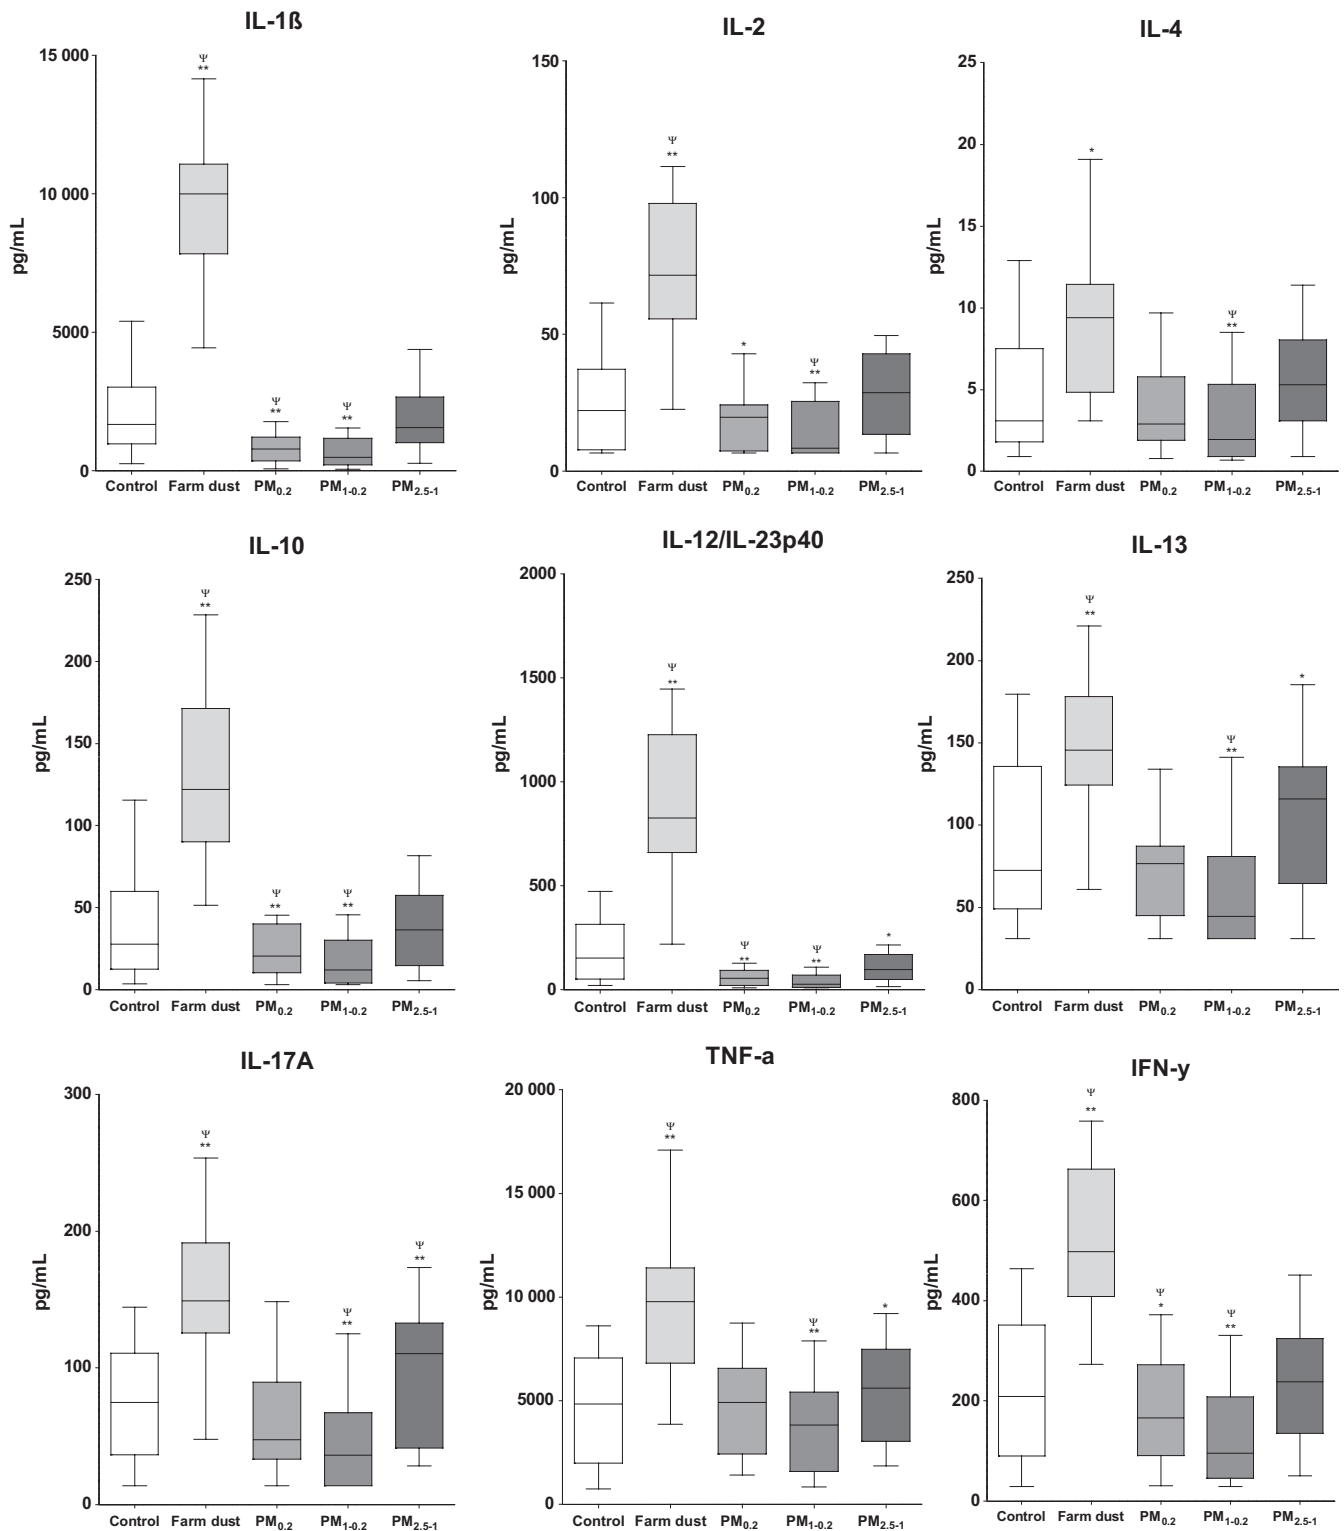 IL-1ß
15 000
10 000
5000
0
pg/mL
Ψ
**
Ψ
**
Ψ
**
Control Farm dust PM0.2 PM1-0.2 PM2.5-1
IL-2
150
100
50
0
pg/mL
Ψ
**
*
Ψ
**
Control Farm dust PM0.2 PM1-0.2 PM2.5-1
IL-4
25
20
15
10
5
0
pg/mL
*
Ψ
**
Control Farm dust PM0.2 PM1-0.2 PM2.5-1
IL-10
250
200
150
100
50
0
pg/mL
Ψ
**
Ψ
**
Ψ
**
Control Farm dust PM0.2 PM1-0.2 PM2.5-1
IL-12/IL-23p40
2000
1500
1000
500
0
pg/mL
Ψ
**
Ψ
**
Ψ
**
*
Control Farm dust PM0.2 PM1-0.2 PM2.5-1
IL-13
250
200
150
100
50
0
pg/mL
Ψ
**
Ψ
**
*
Control Farm dust PM0.2 PM1-0.2 PM2.5-1
IL-17A
300
200
100
0
pg/mL
Ψ
**
Ψ
**
Ψ
**
Control Farm dust PM0.2 PM1-0.2 PM2.5-1
TNF-a
20 000
15 000
10 000
5000
0
pg/mL
Ψ
**
Ψ
**
*
Control Farm dust PM0.2 PM1-0.2 PM2.5-1
IFN-y
800
600
400
200
0
pg/mL
Ψ
**
Ψ
*
Ψ
**
Control Farm dust PM0.2 PM1-0.2 PM2.5-1